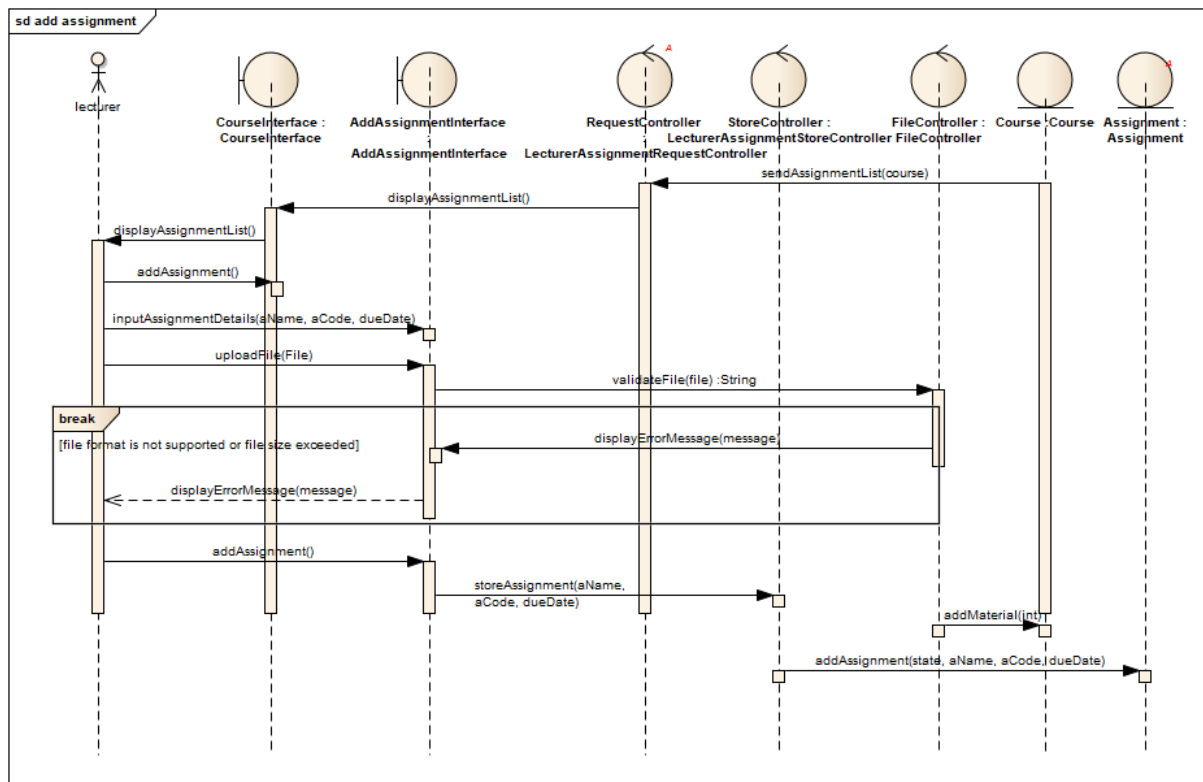 sd add assignment
A
A
lecturer
CourseInterface :
CourseInterface
AddAssignmentInterface
:
AddAssignmentInterface
RequestController
:
LecturerAssignmentRequestController
StoreController :
LecturerAssignmentStoreController
FileController :
FileController
Course :Course
Assignment :
Assignment
sendAssignmentList(course)
displayAssignmentList()
displayAssignmentList()
addAssignment()
inputAssignmentDetails(aName, aCode, dueDate)
uploadFile(File)
validateFile(file) :String
break
[file format is not supported or file size exceeded]
displayErrorMessage(message)
displayErrorMessage(message)
addAssignment()
storeAssignment(aName,
aCode, dueDate)
addMaterial(int)
addAssignment(state, aName, aCode, dueDate)